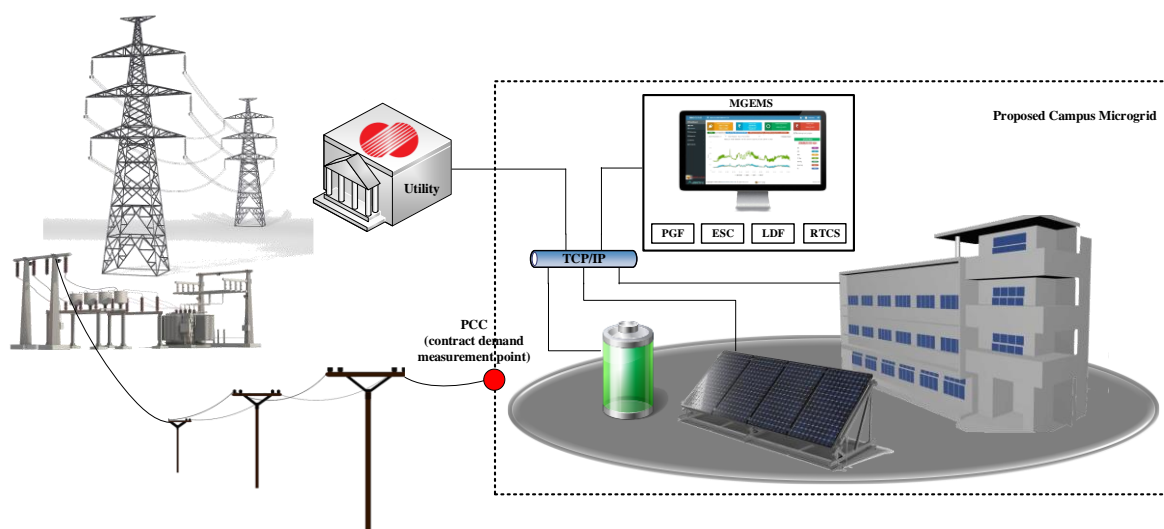 MGEMS
Proposed Campus Microgrid
Utility
PGF
ESC
LDF
RTCS
TCP/IP
PCC
(contract demand
measurement point)